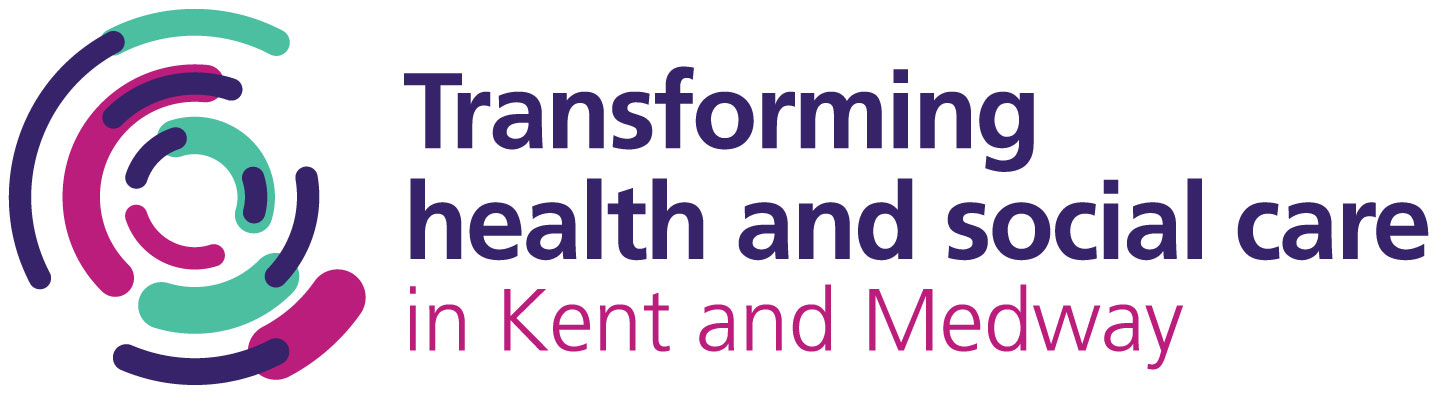 Transforming
health and social care
in Kent and Medway